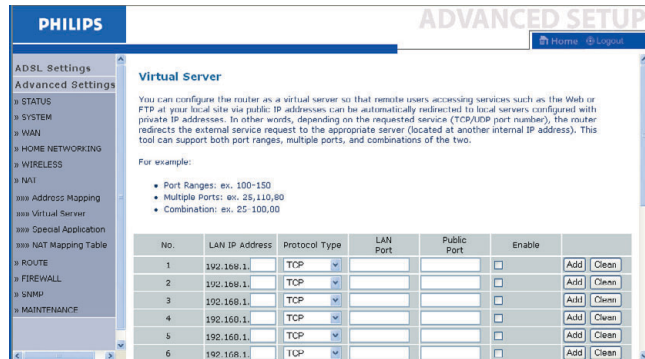 PHILIPS
ADVANCED SETUP
Home Logout
ADSL Settings
Advanced Settings
» STATUS
» SYSTEM
» WAN
» HOME NETWORKING
» WIRELESS
» NAT
»»» Address Mapping
»»» Virtual Server
»»» Special Application
»»» NAT Mapping Table
» ROUTE
» FIREWALL
» SNMP
» MAINTENANCE
Virtual Server
You can configure the router as a virtual server so that remote users accessing services such as the Web or
FTP at your local site via public IP addresses can be automatically redirected to local servers configured with
private IP addresses. In other words, depending on the requested service (TCP/UDP port number), the router
redirects the external service request to the appropriate server (located at another internal IP address). This
tool can support both port ranges, multiple ports, and combinations of the two.
For example:
• Port Ranges: ex. 100-150
• Multiple Ports: ex. 25,110,80
• Combination: ex. 25-100,80
No. LAN IP Address Protocol Type LAN Port Public Port Enable
1 192.168.1. TCP Add Clean
2 192.168.1. TCP Add Clean
3 192.168.1. TCP Add Clean
4 192.168.1. TCP Add Clean
5 192.168.1. TCP Add Clean
6 192.168.1. TCP Add Clean